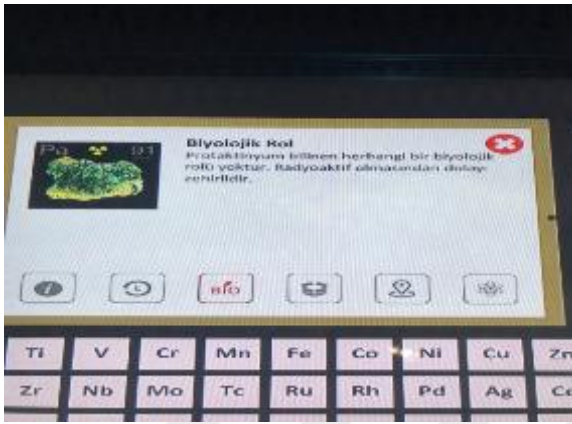 Pa 91
Biyolojik Rol
Protaktinyum bilinen herhangi bir biyolojik
rolü yoktur. Radyoaktif olmasından dolayı
zehirlidir.
BIO
Ti V Cr Mn Fe Co Ni Cu Zn
Zr Nb Mo Tc Ru Rh Pd Ag